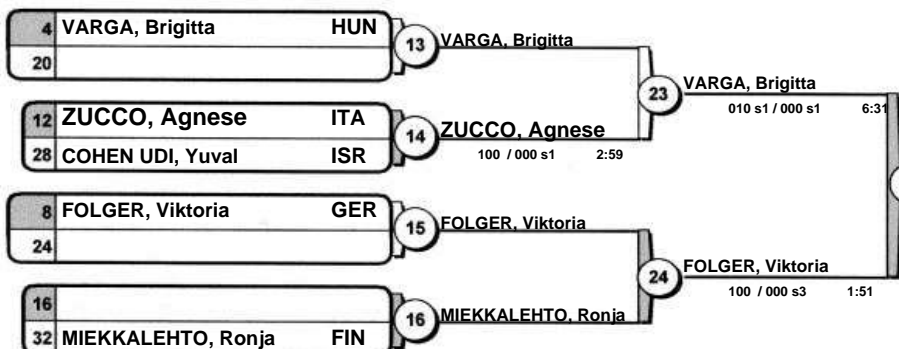 4 VARGA, Brigitta HUN
20
13
VARGA, Brigitta
12 ZUCCO, Agnese ITA
28 COHEN UDI, Yuval ISR
14
ZUCCO, Agnese
100 / 000 s1 2:59
23
VARGA, Brigitta
010 s1 / 000 s1 6:31
8 FOLGER, Viktoria GER
24
15
FOLGER, Viktoria
16
32 MIEKKALEHTO, Ronja FIN
16
MIEKKALEHTO, Ronja
24
FOLGER, Viktoria
100 / 000 s3 1:51